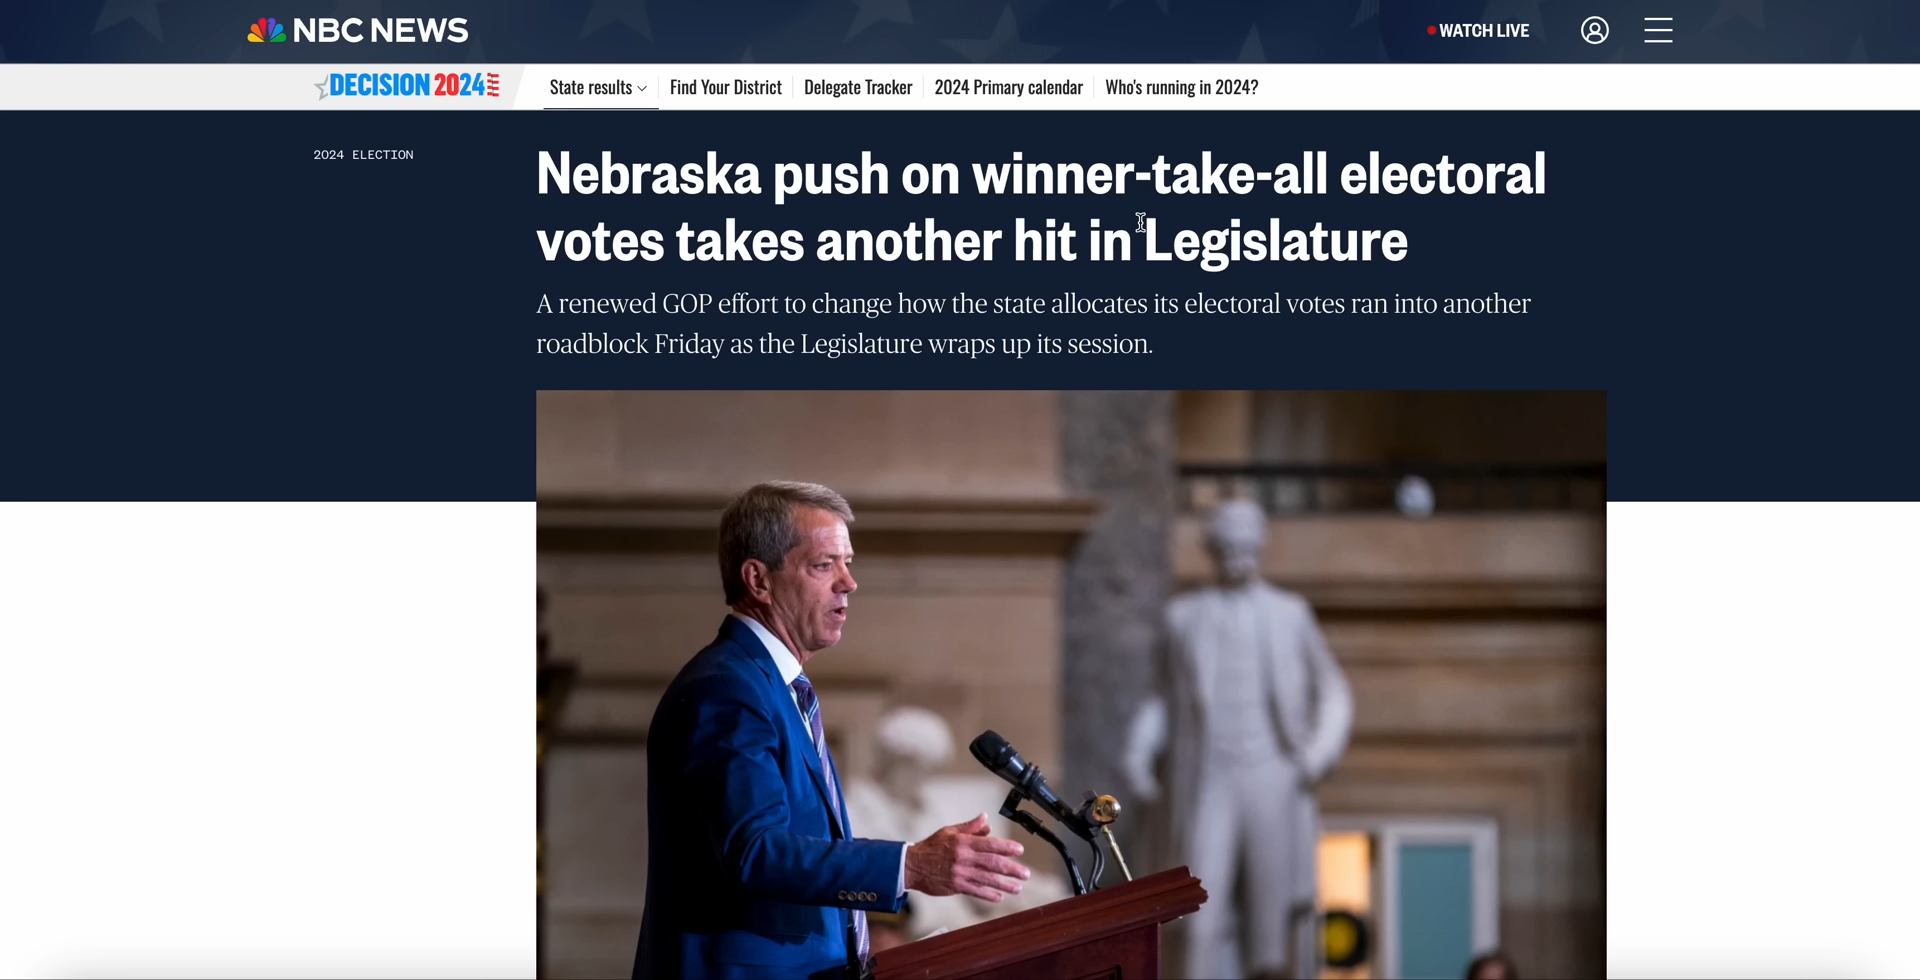 NBC NEWS
WATCH LIVE
DECISION 2024
State results
Find Your District
Delegate Tracker
2024 Primary calendar
Who's running in 2024?
2024 ELECTION
Nebraska push on winner-take-all electoral
votes takes another hit in Legislature
A renewed GOP effort to change how the state allocates its electoral votes ran into another
roadblock Friday as the Legislature wraps up its session.